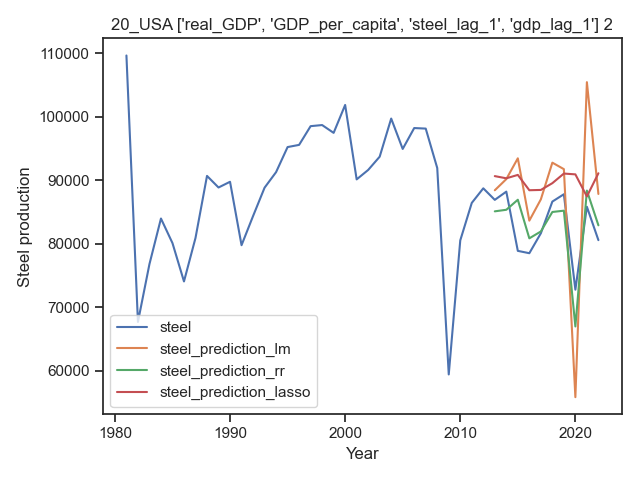 20_USA ['real_GDP', 'GDP_per_capita', 'steel_lag_1', 'gdp_lag_1'] 2
110000
100000
90000
80000
70000
60000
Steel production
steel
steel_prediction_lm
steel_prediction_rr
steel_prediction_lasso
1980 1990 2000 2010 2020
Year